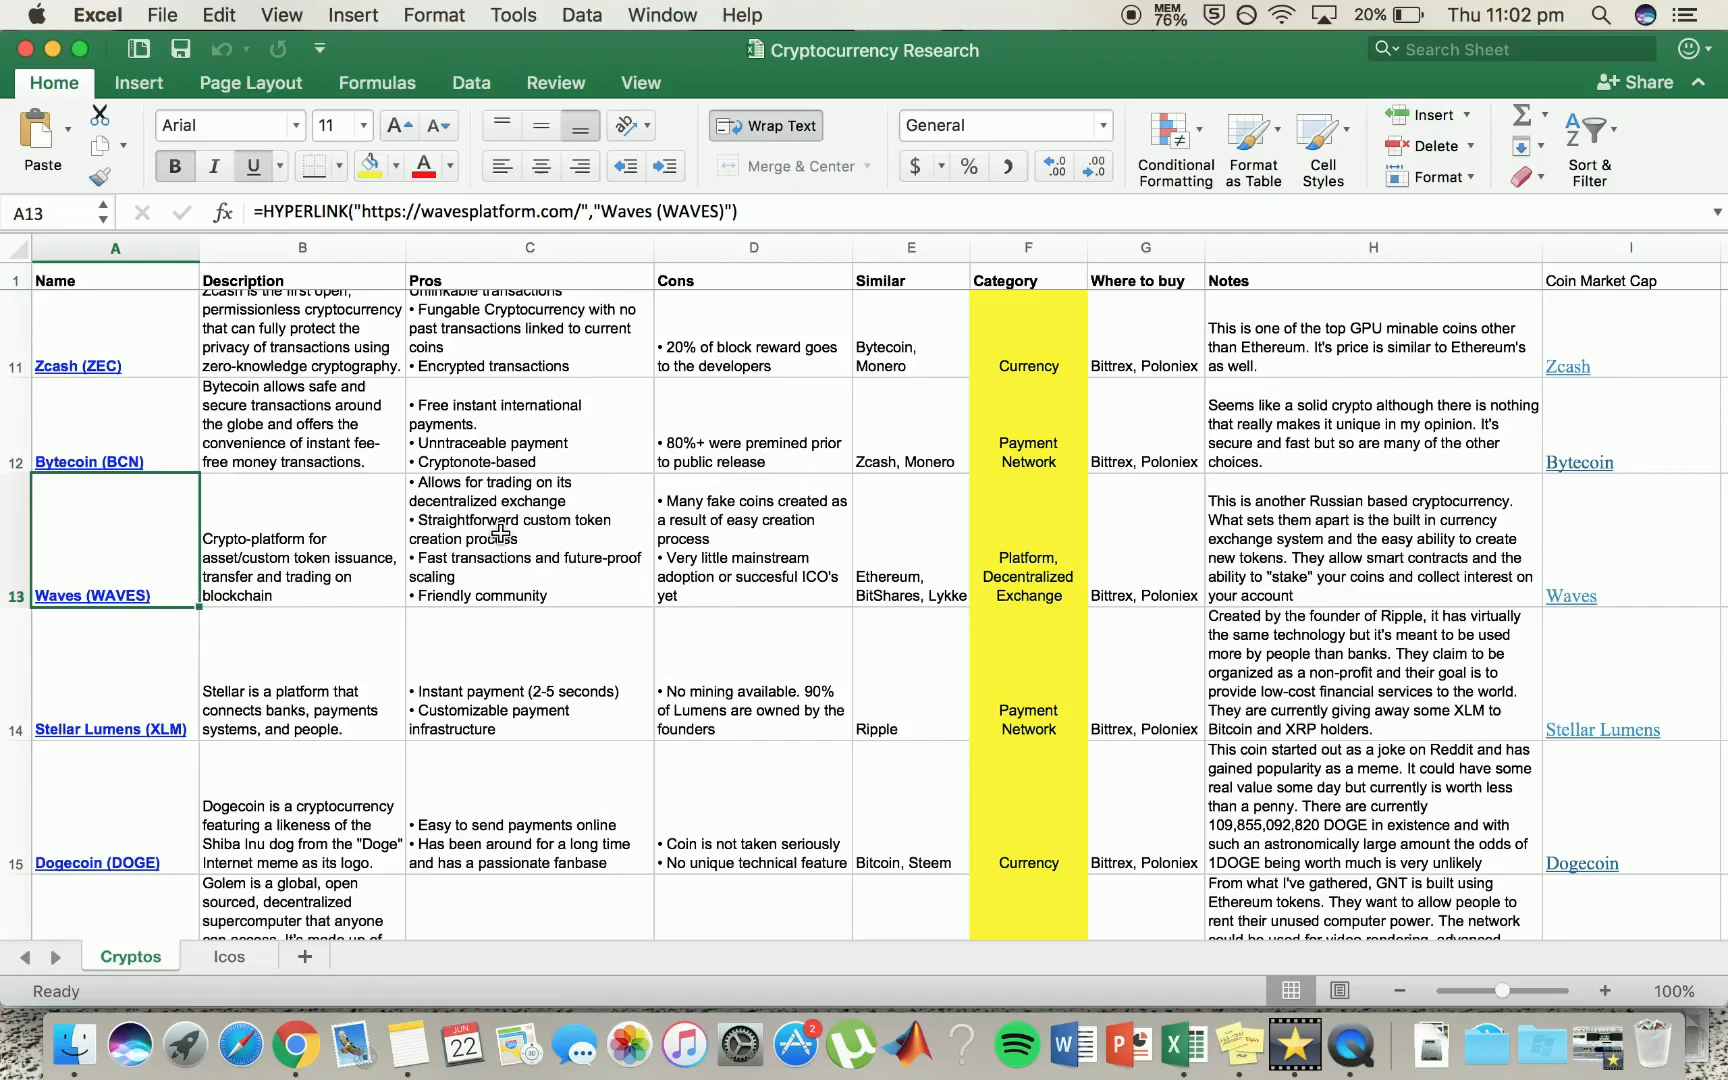 Excel File Edit View Insert Format Tools Data Window Help MEM 76% 20% Thu 11:02 pm
Cryptocurrency Research Search Sheet
Home Insert Page Layout Formulas Data Review View Share
Paste Arial 11 Wrap Text General Conditional Formatting Format as Table Cell Styles Insert Delete Format Sort & Filter
B I U A Merge & Center $ %
A13 fx =HYPERLINK("https://wavesplatform.com/","Waves (WAVES)")
A B C D E F G H I
1 Name Description Pros Cons Similar Category Where to buy Notes Coin Market Cap
11
Zcash (ZEC)
Zcash is the first open,
permissionless cryptocurrency
that can fully protect the
privacy of transactions using
zero-knowledge cryptography.
Unlinkable transactions
• Fungable Cryptocurrency with no
past transactions linked to current
coins
• Encrypted transactions
• 20% of block reward goes
to the developers
Bytecoin,
Monero
Currency
Bittrex, Poloniex
This is one of the top GPU minable coins other
than Ethereum. It's price is similar to Ethereum's
as well.
Zcash
12
Bytecoin (BCN)
Bytecoin allows safe and
secure transactions around
the globe and offers the
convenience of instant fee-
free money transactions.
• Free instant international
payments.
• Unntraceable payment
• Cryptonote-based
• 80%+ were premined prior
to public release
Zcash, Monero
Payment
Network
Bittrex, Poloniex
Seems like a solid crypto although there is nothing
that really makes it unique in my opinion. It's
secure and fast but so are many of the other
choices.
Bytecoin
13
Waves (WAVES)
Crypto-platform for
asset/custom token issuance,
transfer and trading on
blockchain
• Allows for trading on its
decentralized exchange
• Straightforward custom token
creation process
• Fast transactions and future-proof
scaling
• Friendly community
• Many fake coins created as
a result of easy creation
process
• Very little mainstream
adoption or succesful ICO's
yet
Ethereum,
BitShares, Lykke
Platform,
Decentralized
Exchange
Bittrex, Poloniex
This is another Russian based cryptocurrency.
What sets them apart is the built in currency
exchange system and the easy ability to create
new tokens. They allow smart contracts and the
ability to "stake" your coins and collect interest on
your account
Waves
14
Stellar Lumens (XLM)
Stellar is a platform that
connects banks, payments
systems, and people.
• Instant payment (2-5 seconds)
• Customizable payment
infrastructure
• No mining available. 90%
of Lumens are owned by the
founders
Ripple
Payment
Network
Bittrex, Poloniex
Created by the founder of Ripple, it has virtually
the same technology but it's meant to be used
more by people than banks. They claim to be
organized as a non-profit and their goal is to
provide low-cost financial services to the world.
They are currently giving away some XLM to
Bitcoin and XRP holders.
Stellar Lumens
15
Dogecoin (DOGE)
Dogecoin is a cryptocurrency
featuring a likeness of the
Shiba Inu dog from the "Doge"
Internet meme as its logo.
• Easy to send payments online
• Has been around for a long time
and has a passionate fanbase
• Coin is not taken seriously
• No unique technical feature
Bitcoin, Steem
Currency
Bittrex, Poloniex
This coin started out as a joke on Reddit and has
gained popularity as a meme. It could have some
real value some day but currently is worth less
than a penny. There are currently
109,855,092,820 DOGE in existence and with
such an astronomically large amount the odds of
1DOGE being worth much is very unlikely
Dogecoin
Golem is a global, open
sourced, decentralized
supercomputer that anyone
can access. It's made up of
From what I've gathered, GNT is built using
Ethereum tokens. They want to allow people to
rent their unused computer power. The network
could be used for video rendering, advanced
Cryptos Icos
Ready 100%
JUN
22
2